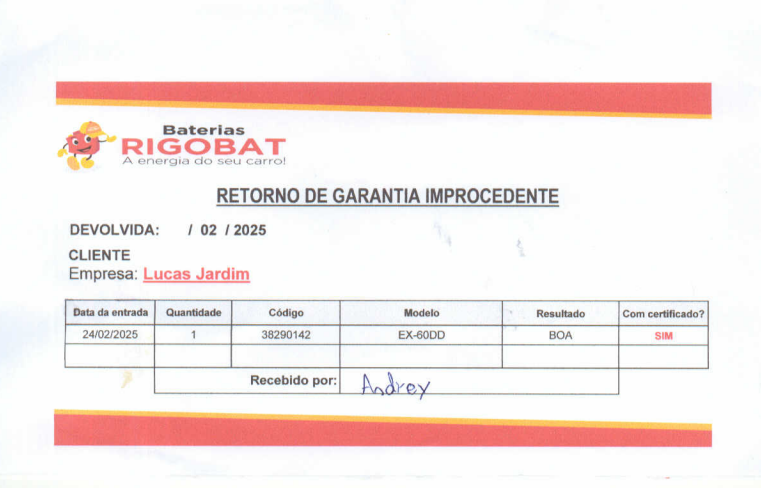 Baterias
RIGOBAT
A energia do seu carro!
RETORNO DE GARANTIA IMPROCEDENTE
DEVOLVIDA: / 02 / 2025
CLIENTE
Empresa: Lucas Jardim
Data da entrada Quantidade Código Modelo Resultado Com certificado?
24/02/2025 1 38290142 EX-60DD BOA SIM
Recebido por: Andrey